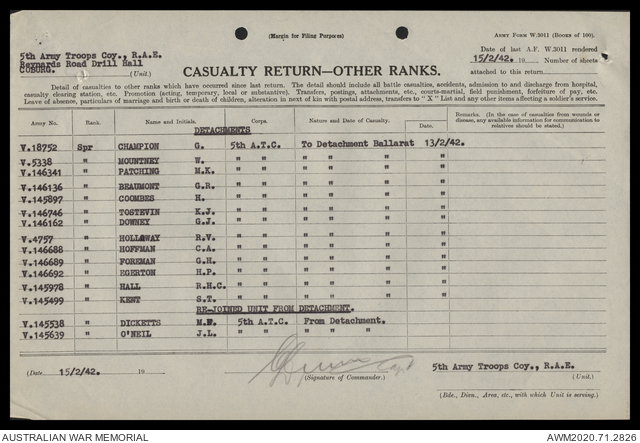 (Margin for Filing Purposes)
ARMY FORM W.3011 (BOOKS OF 100).
5th Army Troops Coy., R.A.E.
Reynards Road Drill Hall
COBURG.
(Unit.)
Date of last A.F. W.3011 rendered
15/2/42. 19 Number of sheets
attached to this return
CASUALTY RETURN—OTHER RANKS.
Detail of casualties to other ranks which have occurred since last return. The detail should include all battle casualties, accidents, admission to and discharge from hospital,
casualty clearing station, etc. Promotion (acting, temporary, local or substantive). Transfers, postings, attachments, etc., courts-martial, field punishment, forfeiture of pay, etc.
Leave of absence, particulars of marriage and birth or death of children, alteration in next of kin with postal address, transfers to "X" List and any other items affecting a soldier's service.
Army No. Rank. Name and Initials. Corps. Nature and Date of Casualty. Date. Remarks. (In the case of casualties from wounds or disease, any available information for communication to relatives should be stated.)
DETACHMENTS
V.18752 Spr CHAMPION G. 5th A.T.C. To Detachment Ballarat 13/2/42.
V.5338 " MOUNTNEY W. " " " " " "
V.146341 " PATCHING M.K. " " " " " "
V.146136 " BEAUMONT G.R. " " " " " "
V.145897 " COOMBES H. " " " " " "
V.146746 " TOSTEVIN K.J. " " " " " "
V.146162 " DOWNEY G.J. " " " " " "
V.4757 " HOLLOWAY R.V. " " " " " "
V.146688 " HOFFMAN C.A. " " " " " "
V.146689 " FOREMAN G.H. " " " " " "
V.146692 " EGERTON H.P. " " " " " "
V.145978 " HALL R.H.C. " " " " " "
V.145499 " KENT S.T. " " " " " "
RE-JOINED UNIT FROM DETACHMENT.
V.145538 " DICKETTS M.F. 5th A.T.C. From Detachment.
V.145639 " O'NEIL J.L. " " " "
(Date 15/2/42. 19
Capt
(Signature of Commander.)
5th Army Troops Coy., R.A.E.
(Unit.)
(Bde., Divn., Area, etc., with which Unit is serving.)
AUSTRALIAN WAR MEMORIAL
AWM2020.71.2826